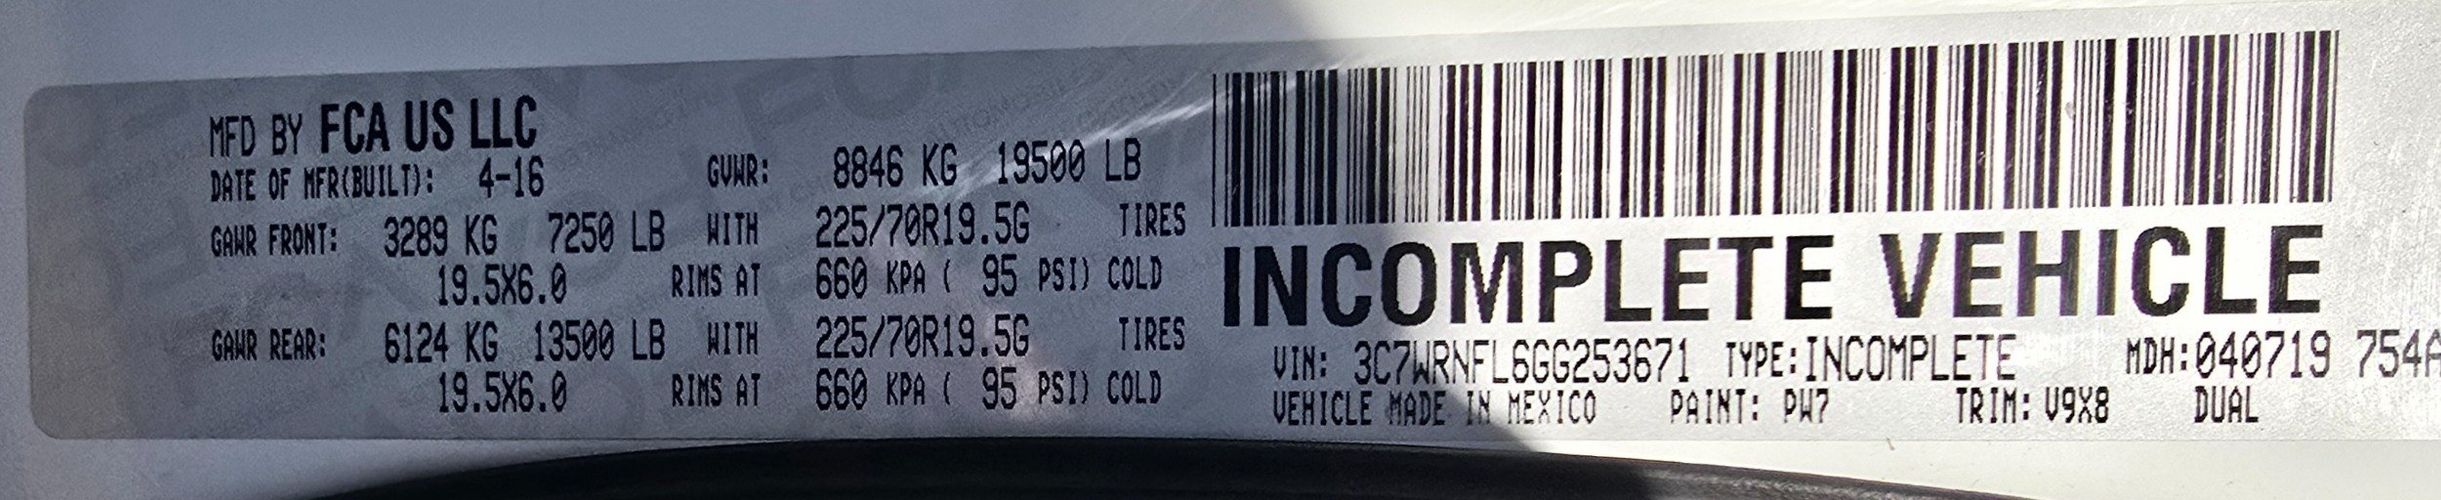 MFD BY FCA US LLC
DATE OF MFR(BUILT): 4-16 GVWR: 8846 KG 19500 LB
GAWR FRONT: 3289 KG 7250 LB WITH 225/70R19.5G TIRES
19.5X6.0 RIMS AT 660 KPA ( 95 PSI) COLD
GAWR REAR: 6124 KG 13500 LB WITH 225/70R19.5G TIRES
19.5X6.0 RIMS AT 660 KPA ( 95 PSI) COLD
INCOMPLETE VEHICLE
VIN: 3C7WRNFL6GG253671 TYPE:INCOMPLETE MDH:040719 754A
VEHICLE MADE IN MEXICO PAINT: PW7 TRIM: V9X8 DUAL